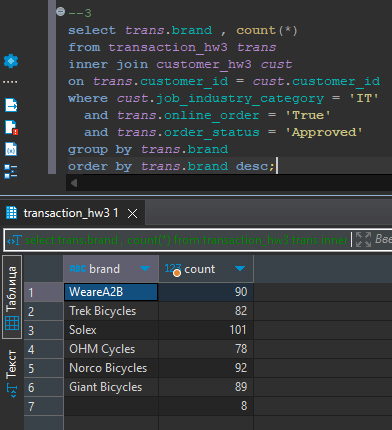 --3
select trans.brand , count(*)
from transaction_hw3 trans
inner join customer_hw3 cust
on trans.customer_id = cust.customer_id
where cust.job_industry_category = 'IT'
and trans.online_order = 'True'
and trans.order_status = 'Approved'
group by trans.brand
order by trans.brand desc;
transaction_hw3 1
select trans.brand , count(*) from transaction_hw3 trans inner
Таблица
Текст
ABC brand 123 count
1 WeareA2B 90
2 Trek Bicycles 82
3 Solex 101
4 OHM Cycles 78
5 Norco Bicycles 92
6 Giant Bicycles 89
7 8